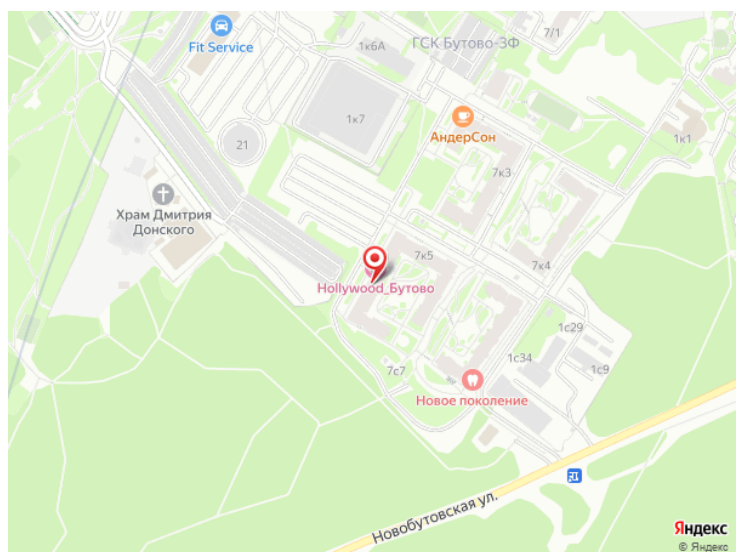 7/1
1к6А
ГСК Бутово-3Ф
Fit Service
1к7
АндерСон
1к1
21
7к3
Храм Дмитрия
Донского
7к5
7к4
Hollywood_Бутово
1с29
1с34
1с9
7с7
Новое поколение
Новобутовская ул.
Яндекс
© Яндекс